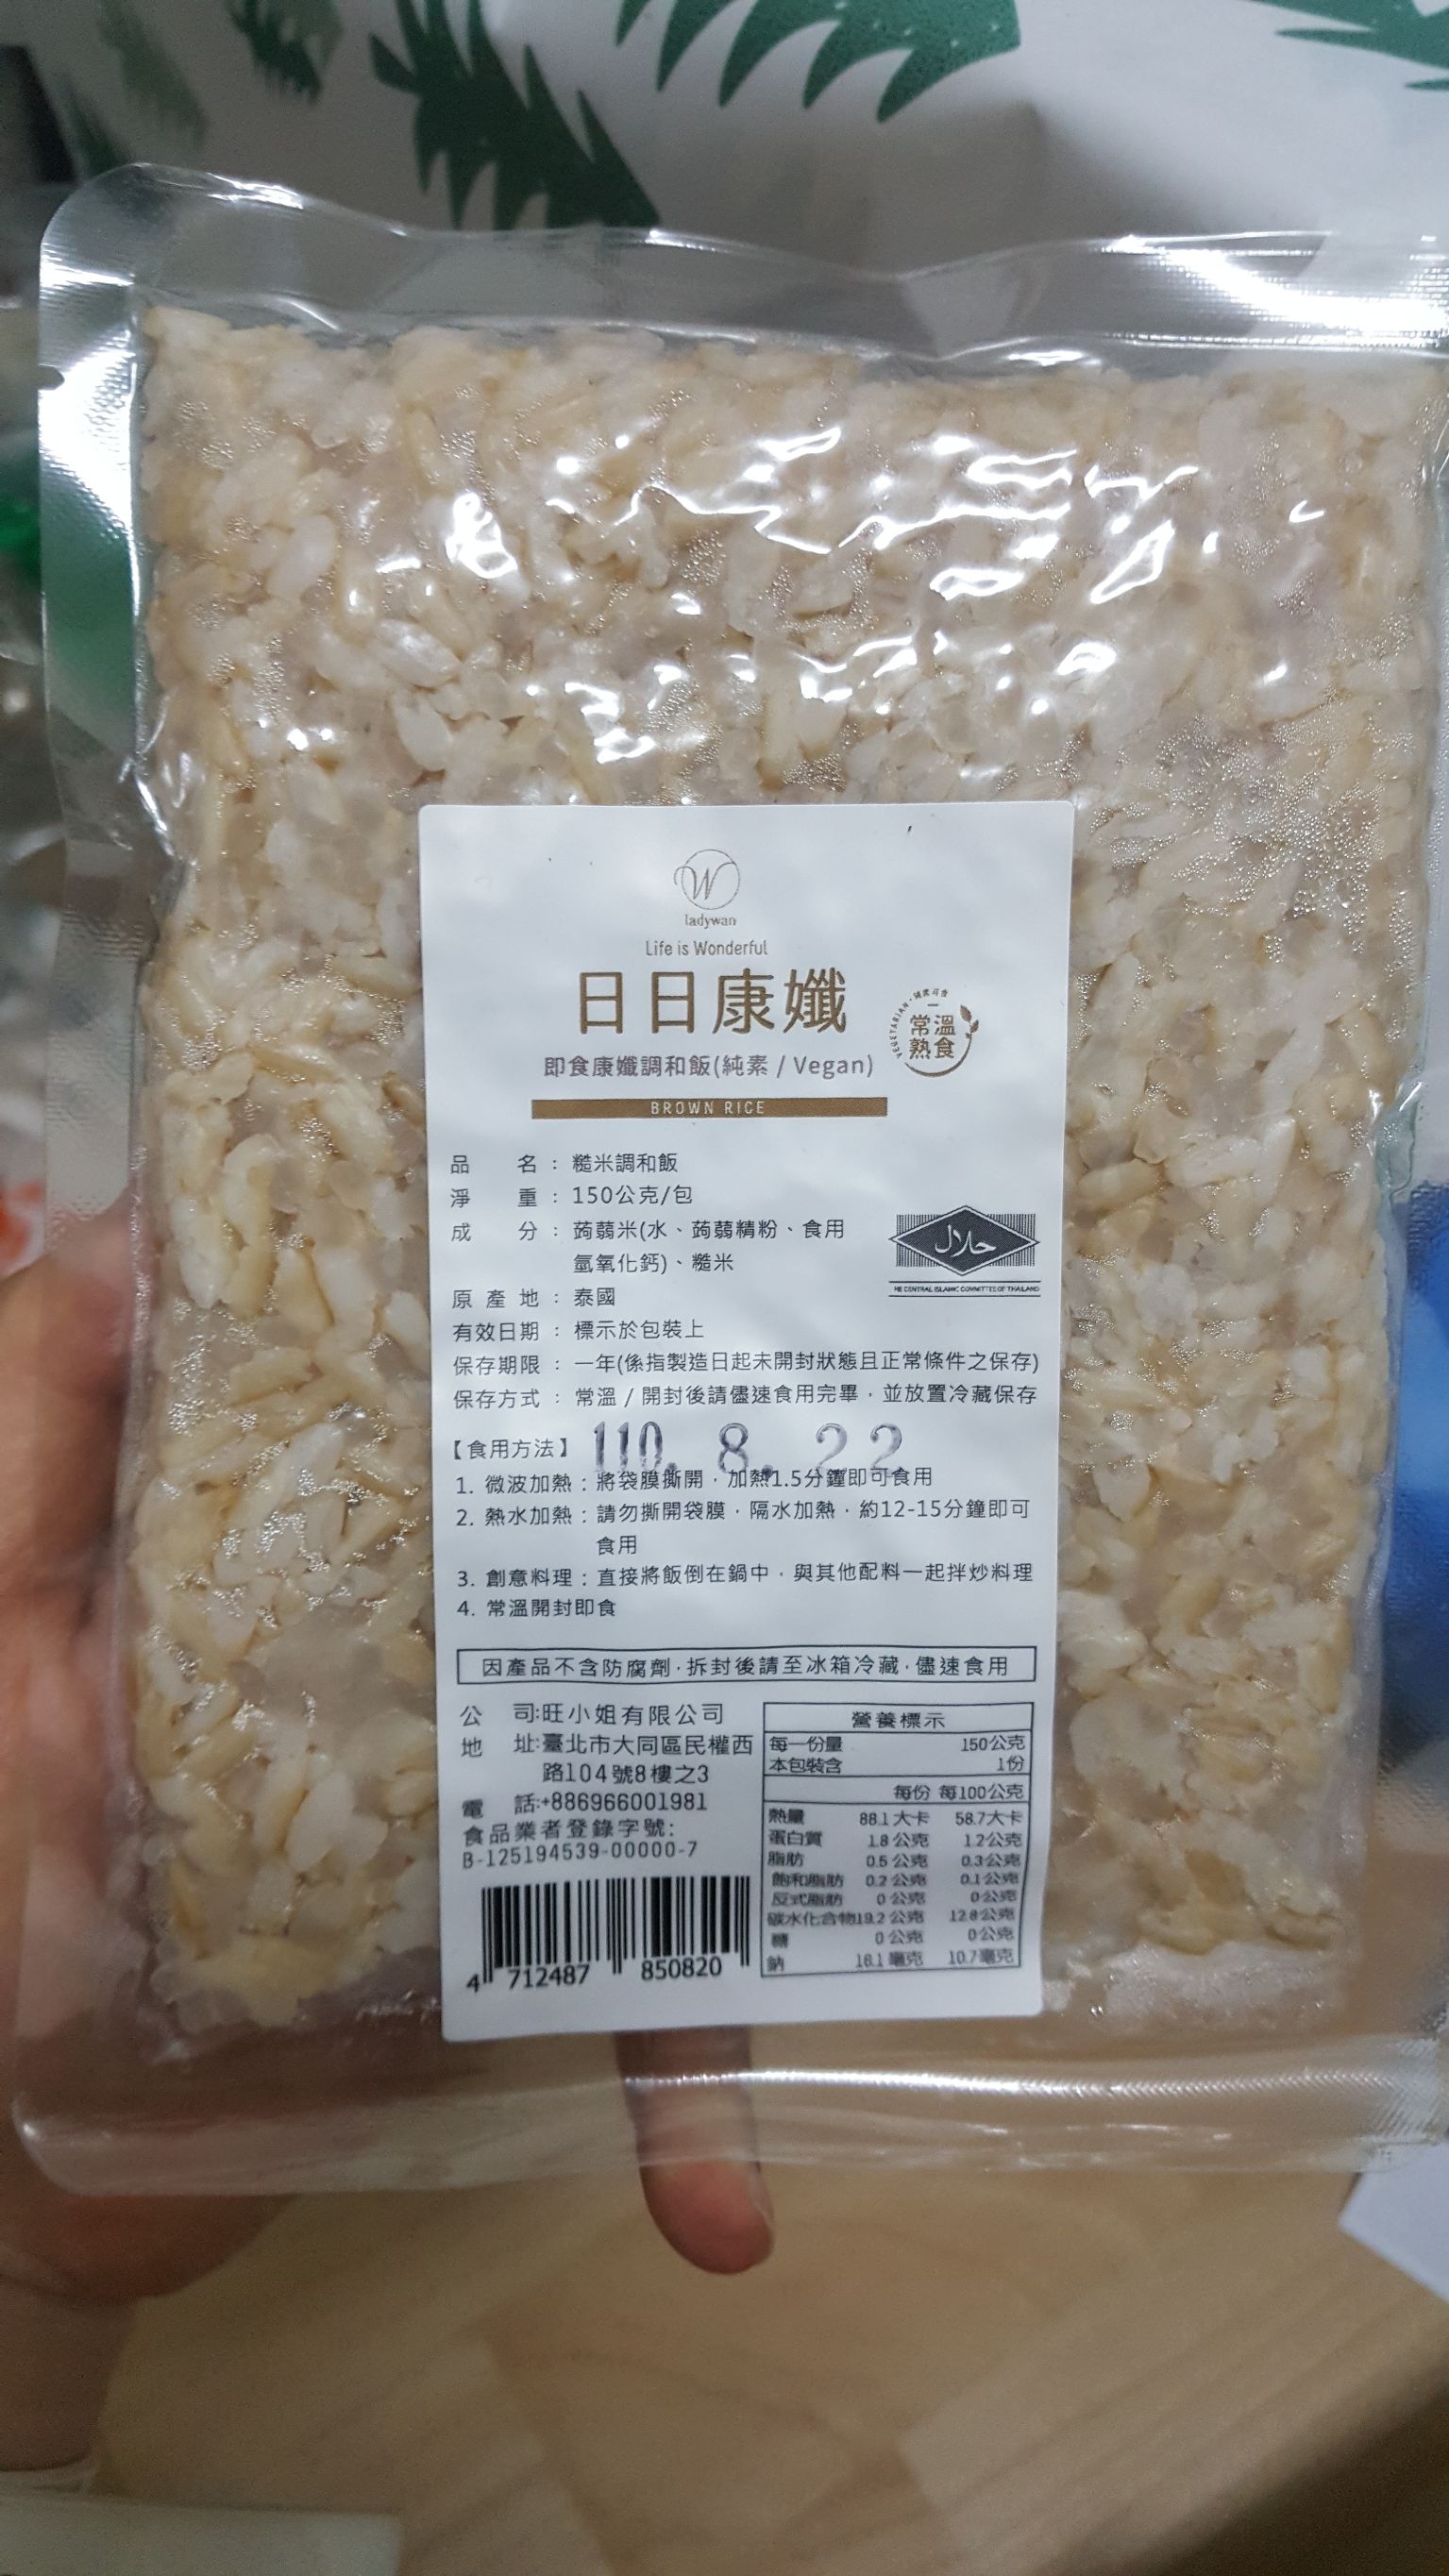 W
ladywan
Life is Wonderful
日日康孅
純素可食
VEGETARIAN
常溫
熟食
即食康孅調和飯(純素 / Vegan)
BROWN RICE
品名：糙米調和飯
淨重：150公克/包
成分：蒟蒻米(水、蒟蒻精粉、食用
氫氧化鈣)、糙米
حلال
THE CENTRAL ISLAMIC COMMITTEE OF THAILAND
原產地：泰國
有效日期：標示於包裝上
保存期限：一年(係指製造日起未開封狀態且正常條件之保存)
保存方式：常溫 / 開封後請儘速食用完畢，並放置冷藏保存
110. 8. 22
【食用方法】
1. 微波加熱：將袋膜撕開，加熱1.5分鐘即可食用
2. 熱水加熱：請勿撕開袋膜，隔水加熱，約12-15分鐘即可
食用
3. 創意料理：直接將飯倒在鍋中，與其他配料一起拌炒料理
4. 常溫開封即食
因產品不含防腐劑·拆封後請至冰箱冷藏·儘速食用
公司:旺小姐有限公司
地址:臺北市大同區民權西
路104號8樓之3
電話:+886966001981
食品業者登錄字號:
B-125194539-00000-7
4 712487 850820
營養標示
每一份量 150公克
本包裝含 1份
每份 每100公克
熱量 88.1大卡 58.7大卡
蛋白質 1.8公克 1.2公克
脂肪 0.5公克 0.3公克
飽和脂肪 0.2公克 0.1公克
反式脂肪 0公克 0公克
碳水化合物 19.2公克 12.8公克
糖 0公克 0公克
鈉 16.1毫克 10.7毫克